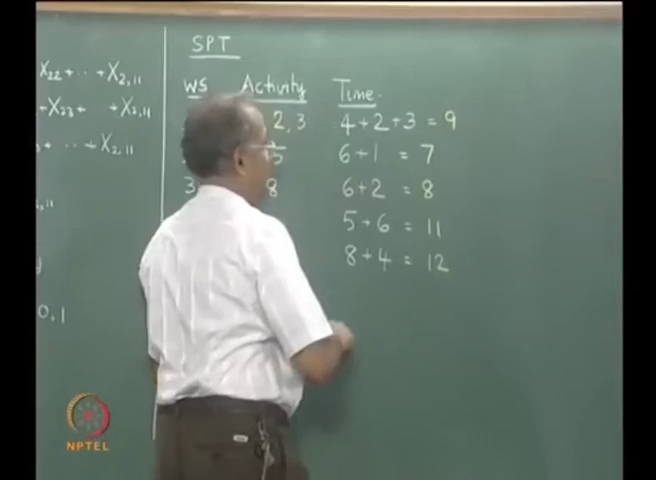 SPT
WS Activity Time.
X22+ ·· +X2,11
2, 3 4+2+3 = 9
+X23+ +X2,11
5 6+1 = 7
+ ·· +X2,11
3 8 6+2 = 8
5+6 = 11
8+4 = 12
0,1
NPTEL